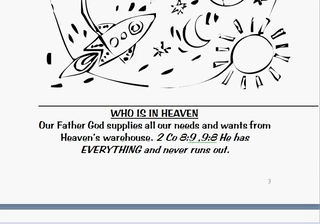 WHO IS IN HEAVEN
Our Father God supplies all our needs and wants from
Heaven's warehouse. 2 Co 8:9 ,9:8 He has
EVERYTHING and never runs out.
3